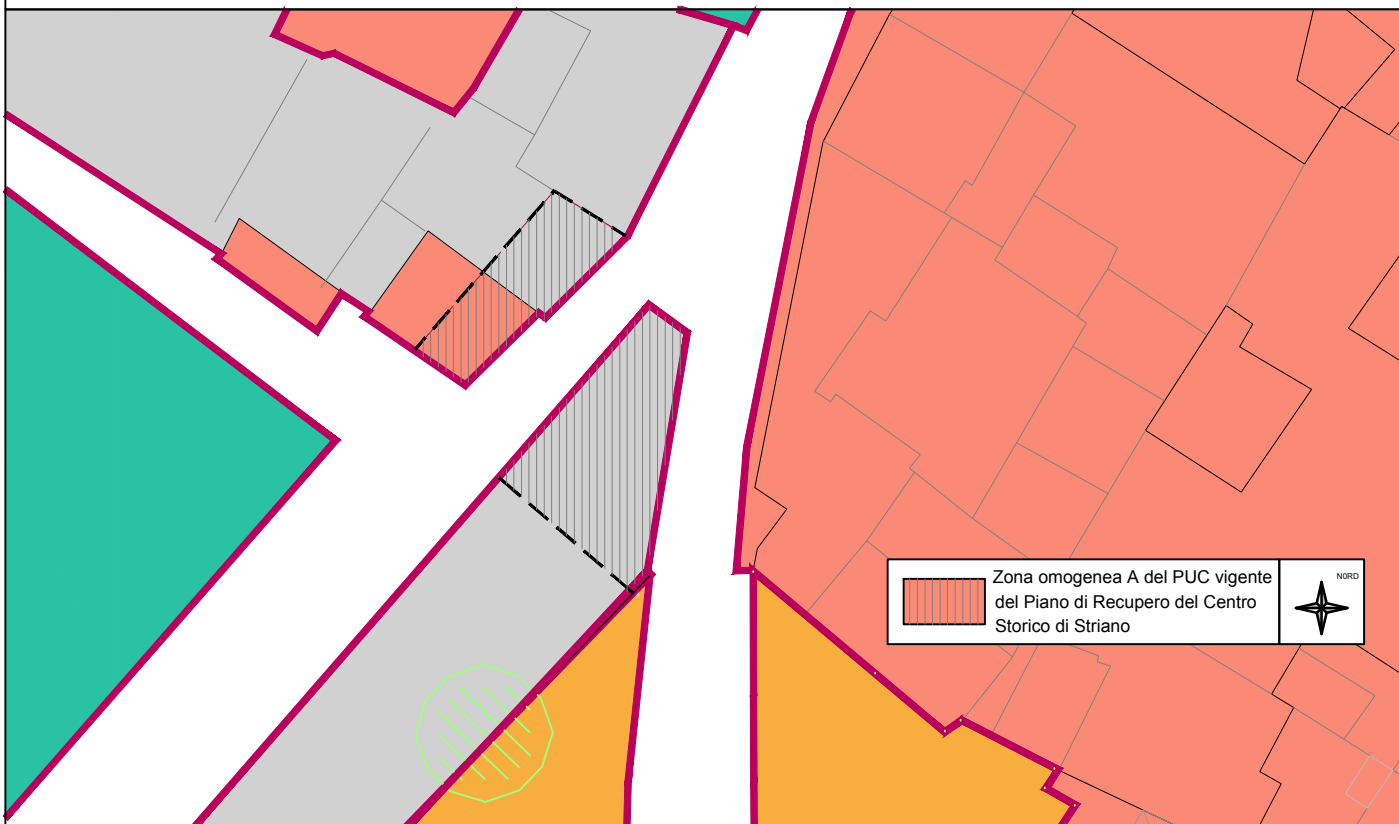 Zona omogenea A del PUC vigente
del Piano di Recupero del Centro
Storico di Striano
N0RD